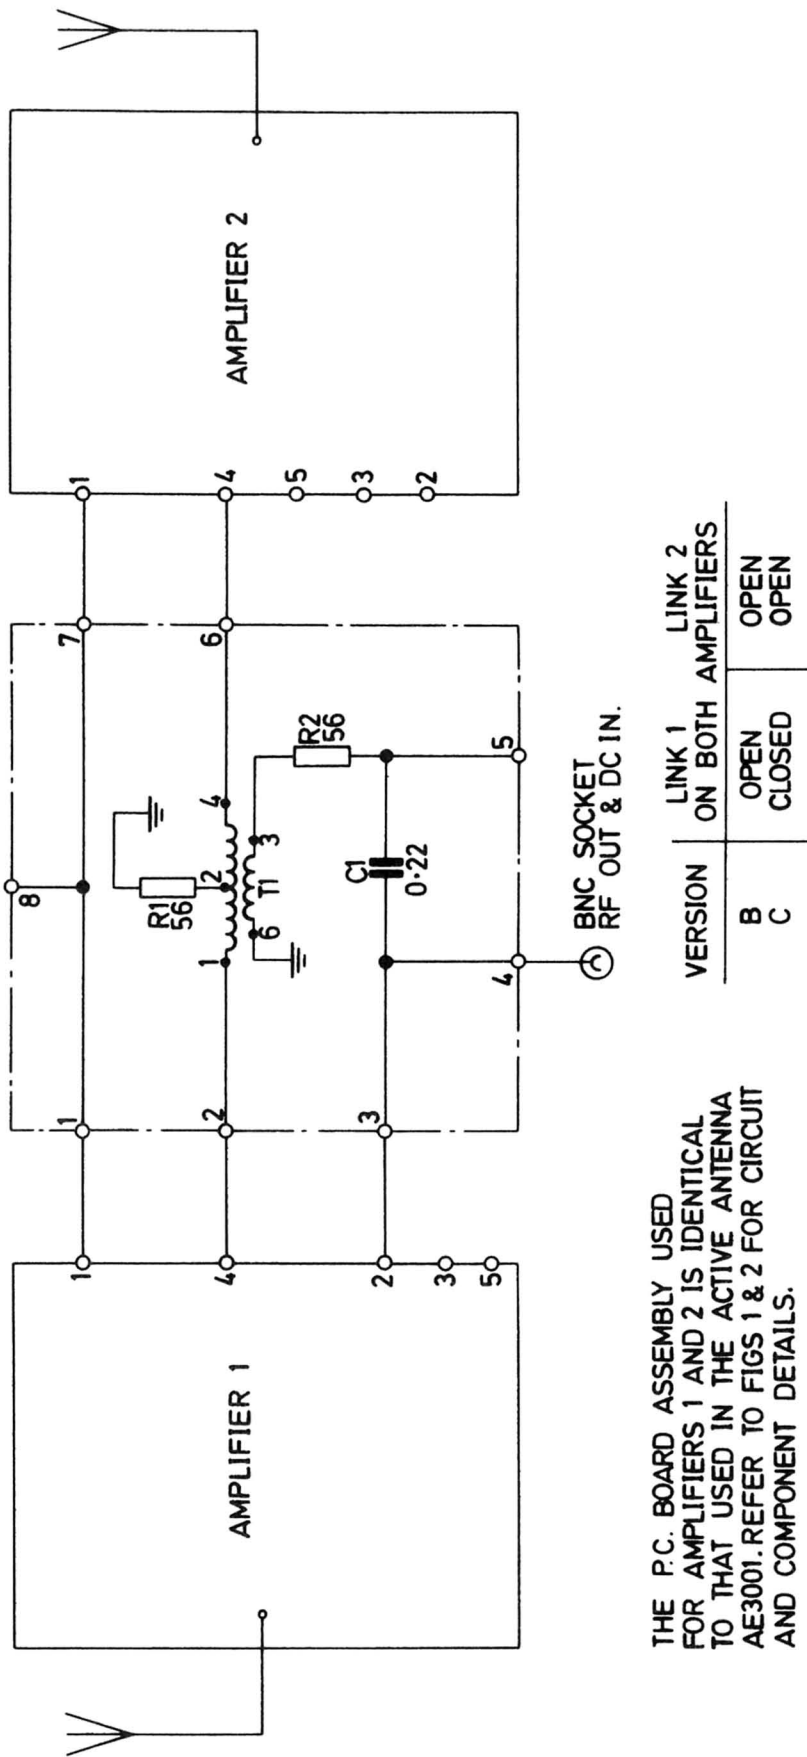 AMPLIFIER 1
1
4
2
3
5
1
2
3
8
R1
56
1
2
4
T1
6
3
R2
56
C1
0·22
4
5
7
6
BNC SOCKET
RF OUT & DC IN.
AMPLIFIER 2
1
4
5
3
2
THE P.C. BOARD ASSEMBLY USED
FOR AMPLIFIERS 1 AND 2 IS IDENTICAL
TO THAT USED IN THE ACTIVE ANTENNA
AE3001. REFER TO FIGS 1 & 2 FOR CIRCUIT
AND COMPONENT DETAILS.
VERSION LINK 1 LINK 2
ON BOTH AMPLIFIERS
B OPEN OPEN
C CLOSED OPEN